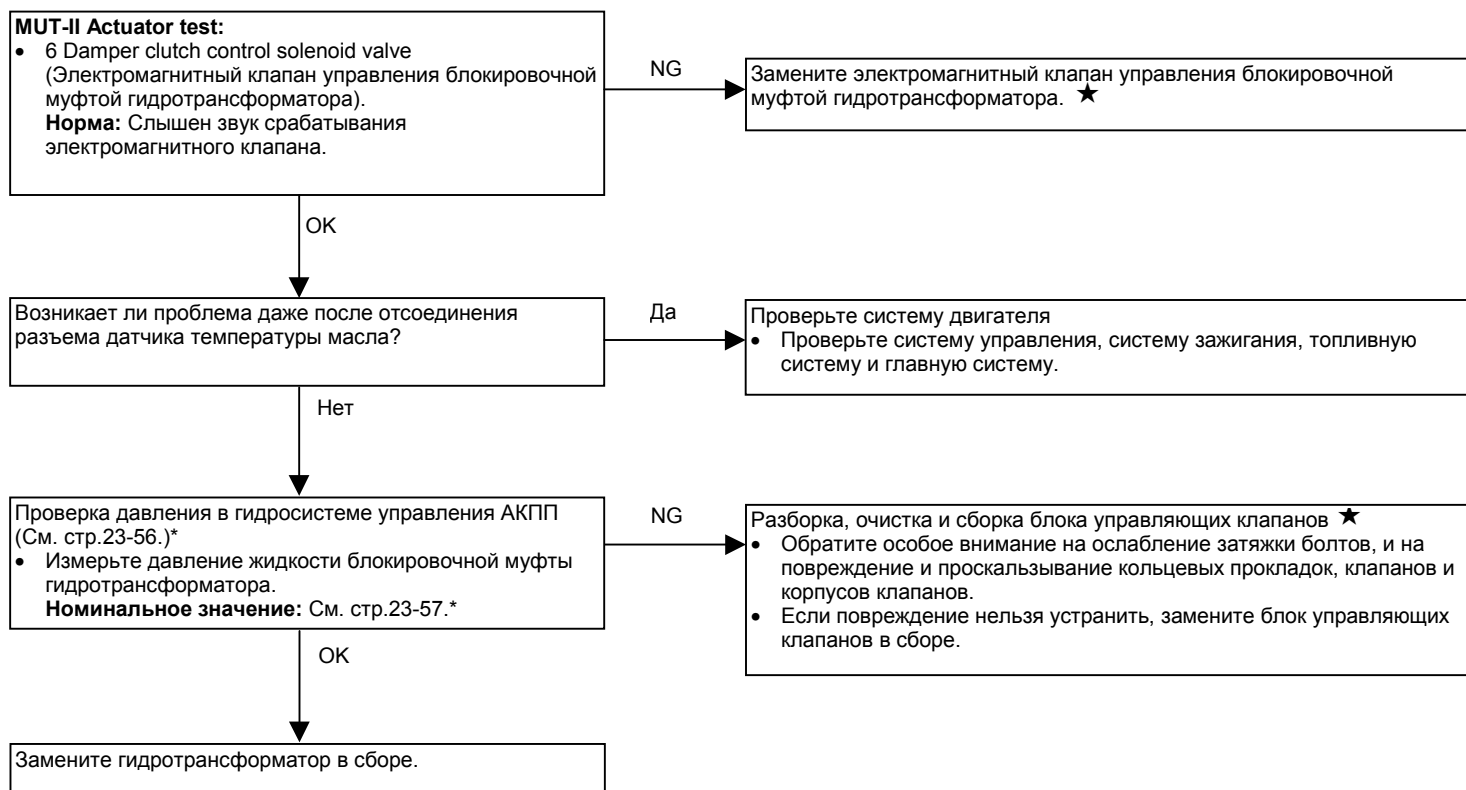 MUT-II Actuator test:
• 6 Damper clutch control solenoid valve
(Электромагнитный клапан управления блокировочной
муфтой гидротрансформатора).
Норма: Слышен звук срабатывания
электромагнитного клапана.
NG
Замените электромагнитный клапан управления блокировочной
муфтой гидротрансформатора. ★
OK
Возникает ли проблема даже после отсоединения
разъема датчика температуры масла?
Да
Проверьте систему двигателя
• Проверьте систему управления, систему зажигания, топливную
систему и главную систему.
Нет
Проверка давления в гидросистеме управления АКПП
(См. стр.23-56.)*
• Измерьте давление жидкости блокировочной муфты
гидротрансформатора.
Номинальное значение: См. стр.23-57.*
NG
Разборка, очистка и сборка блока управляющих клапанов ★
• Обратите особое внимание на ослабление затяжки болтов, и на
повреждение и проскальзывание кольцевых прокладок, клапанов и
корпусов клапанов.
• Если повреждение нельзя устранить, замените блок управляющих
клапанов в сборе.
OK
Замените гидротрансформатор в сборе.